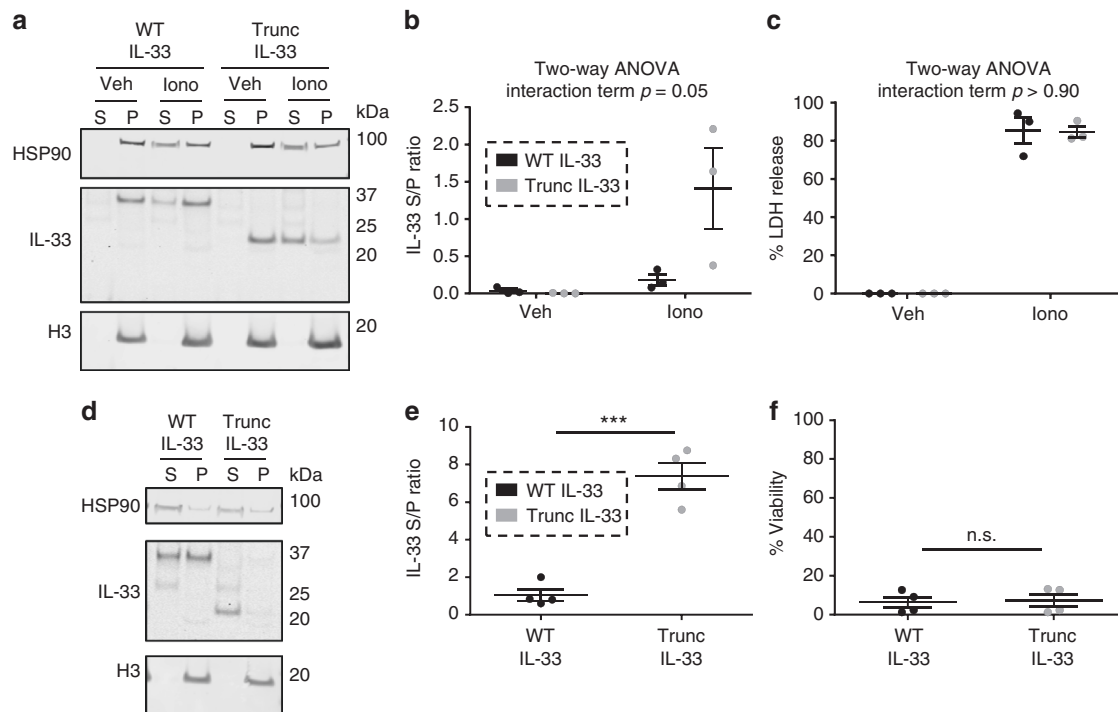 a
WT IL-33
Trunc IL-33
Veh
Iono
Veh
Iono
S P S P S P S P
kDa
HSP90
100
IL-33
37
25
20
H3
20
b
Two-way ANOVA
interaction term p = 0.05
IL-33 S/P ratio
2.5
2.0
1.5
1.0
0.5
0.0
WT IL-33
Trunc IL-33
Veh
Iono
c
Two-way ANOVA
interaction term p > 0.90
% LDH release
100
80
60
40
20
0
Veh
Iono
d
WT IL-33
Trunc IL-33
S P S P
kDa
HSP90
100
IL-33
37
25
20
H3
20
e
***
IL-33 S/P ratio
10
8
6
4
2
0
WT IL-33
Trunc IL-33
WT IL-33
Trunc IL-33
f
n.s.
% Viability
100
80
60
40
20
0
WT IL-33
Trunc IL-33